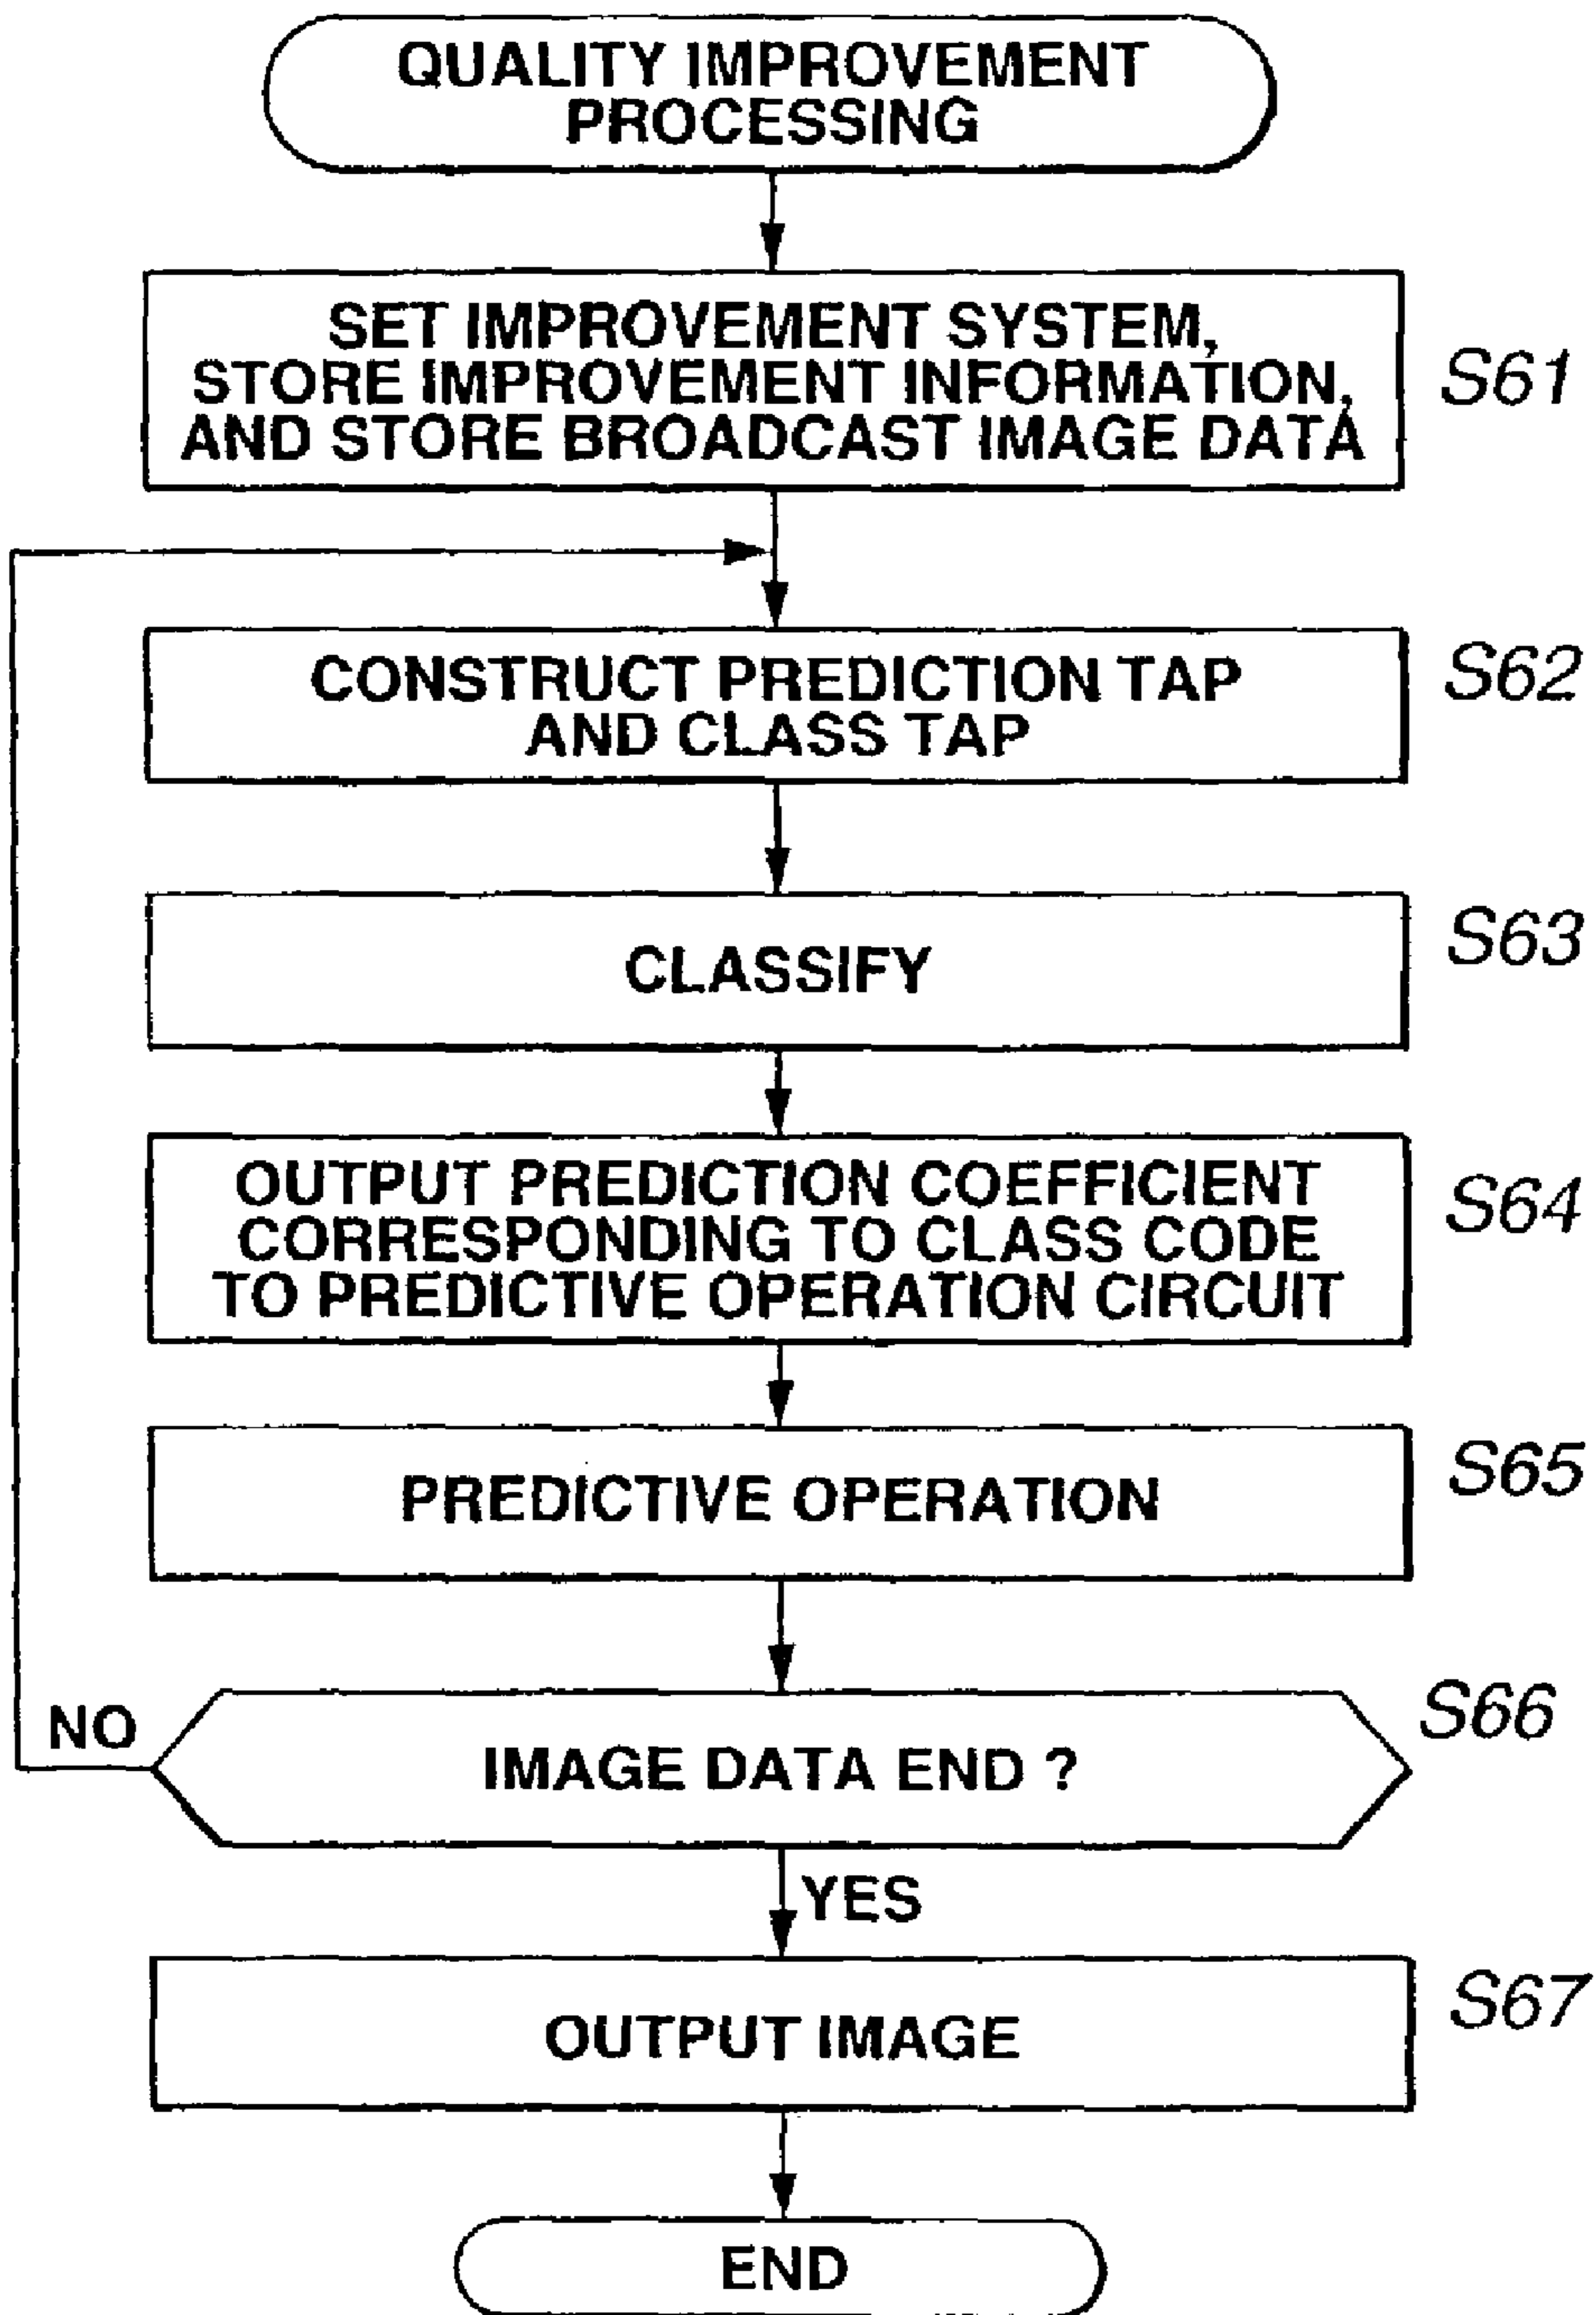 QUALITY IMPROVEMENT
PROCESSING
SET IMPROVEMENT SYSTEM,
STORE IMPROVEMENT INFORMATION,
AND STORE BROADCAST IMAGE DATA
S61
CONSTRUCT PREDICTION TAP
AND CLASS TAP
S62
CLASSIFY
S63
OUTPUT PREDICTION COEFFICIENT
CORRESPONDING TO CLASS CODE
TO PREDICTIVE OPERATION CIRCUIT
S64
PREDICTIVE OPERATION
S65
IMAGE DATA END ?
S66
NO
YES
OUTPUT IMAGE
S67
END